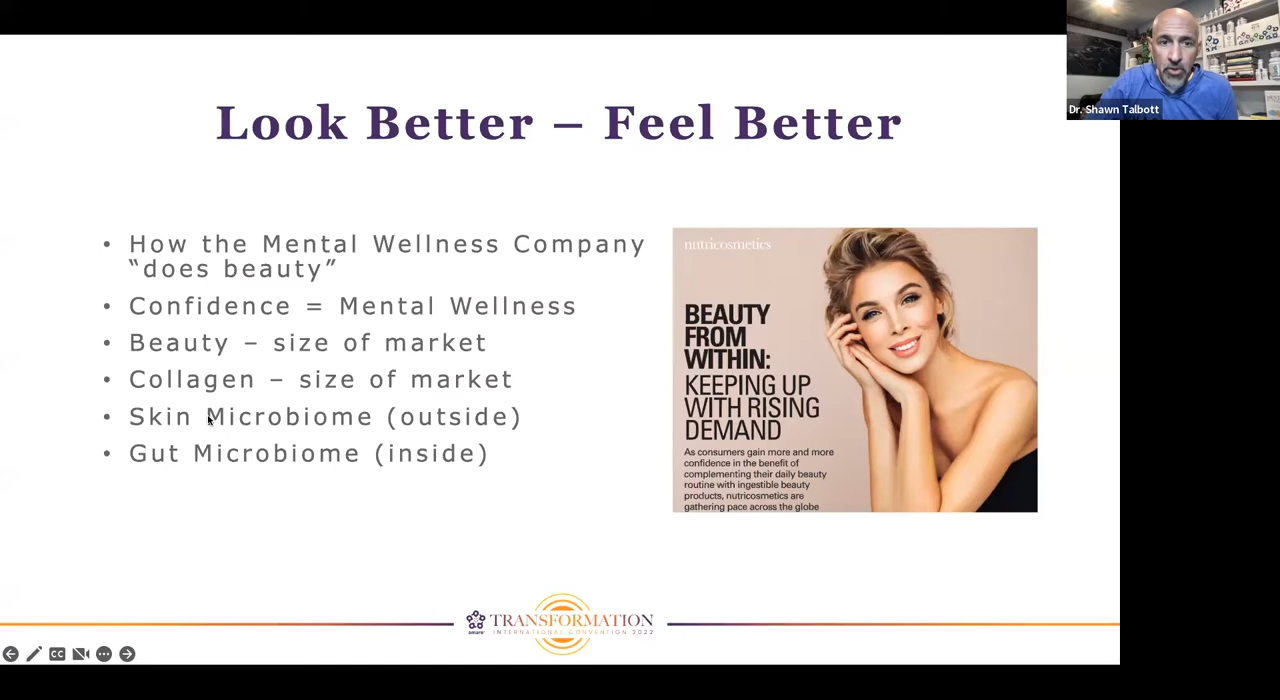 Dr. Shawn Talbott
Look Better – Feel Better
• How the Mental Wellness Company
“does beauty”
• Confidence = Mental Wellness
• Beauty – size of market
• Collagen – size of market
• Skin Microbiome (outside)
• Gut Microbiome (inside)
nutricosmetics
BEAUTY
FROM
WITHIN:
KEEPING UP
WITH RISING
DEMAND
As consumers gain more and more
confidence in the benefit of
complementing their daily beauty
routine with ingestible beauty
products, nutricosmetics are
gathering pace across the globe
amare
TRANSFORMATION
INTERNATIONAL CONVENTION 2022
CC